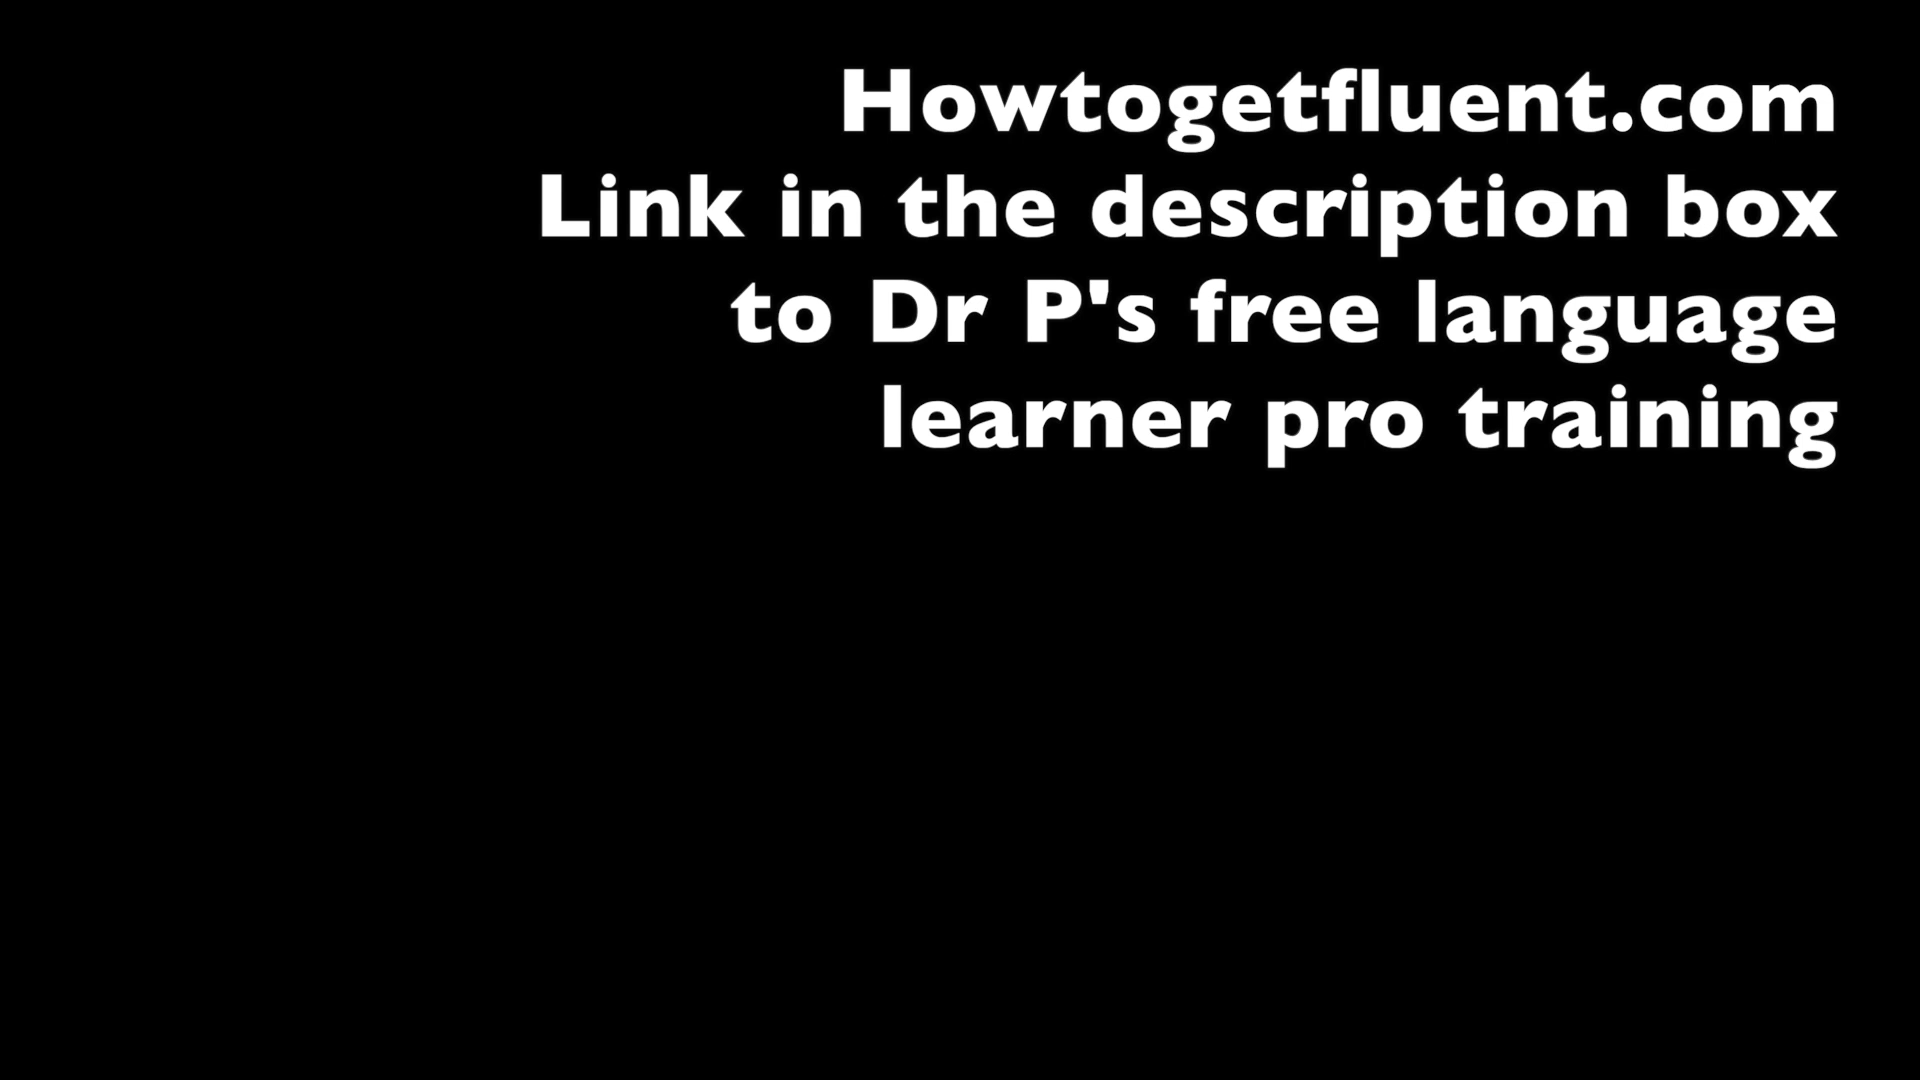 Howtogetfluent.com
Link in the description box
to Dr P's free language
learner pro training